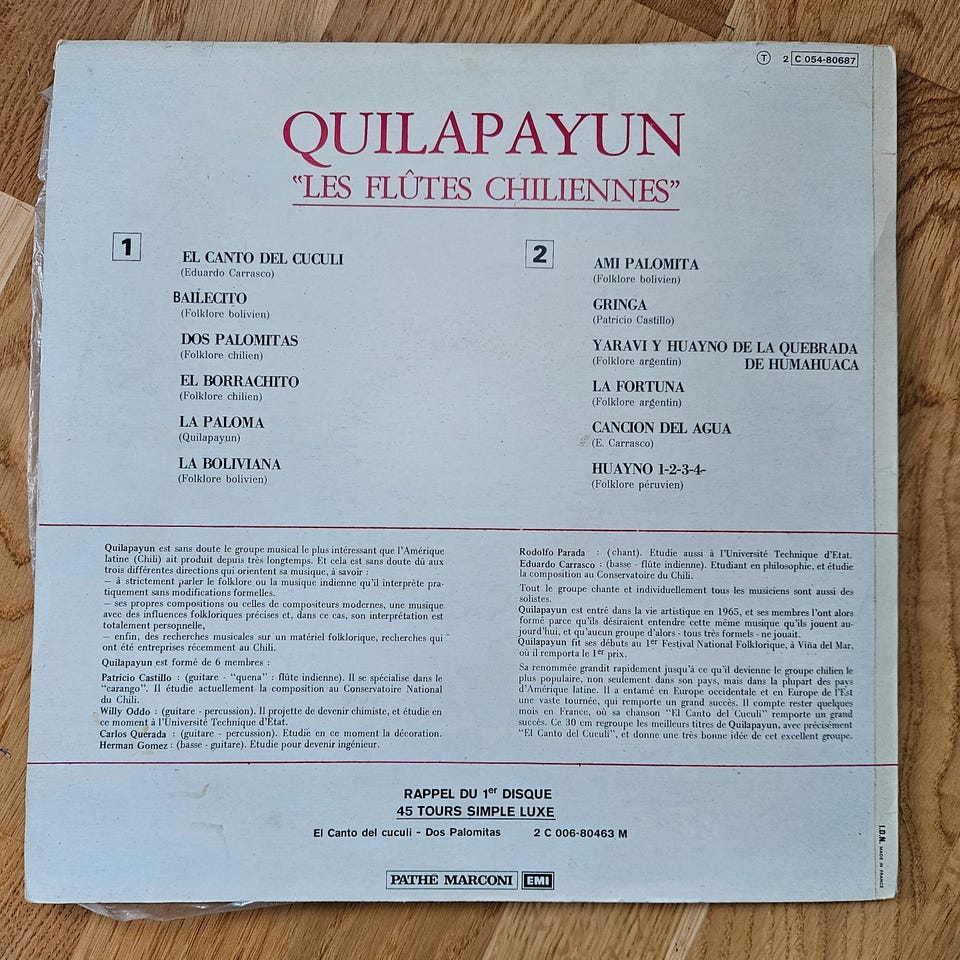 T 2 C 054-80687
QUILAPAYUN
“LES FLÛTES CHILIENNES”
1
EL CANTO DEL CUCULI
(Eduardo Carrasco)
BAILECITO
(Folklore bolivien)
DOS PALOMITAS
(Folklore chilien)
EL BORRACHITO
(Folklore chilien)
LA PALOMA
(Quilapayun)
LA BOLIVIANA
(Folklore bolivien)
2
AMI PALOMITA
(Folklore bolivien)
GRINGA
(Patricio Castillo)
YARAVI Y HUAYNO DE LA QUEBRADA
(Folklore argentin) DE HUMAHUACA
LA FORTUNA
(Folklore argentin)
CANCION DEL AGUA
(E. Carrasco)
HUAYNO 1-2-3-4-
(Folklore péruvien)
Quilapayun est sans doute le groupe musical le plus intéressant que l'Amérique
latine (Chili) ait produit depuis très longtemps. Et cela est sans doute dû aux
trois différentes directions qui orientent sa musique, à savoir :
– à strictement parler le folklore ou la musique indienne qu'il interprète pra-
tiquement sans modifications formelles.
– ses propres compositions ou celles de compositeurs modernes, une musique
avec des influences folkloriques précises et, dans ce cas, son interprétation est
totalement personnelle,
– enfin, des recherches musicales sur un matériel folklorique, recherches qui
ont été entreprises récemment au Chili.
Quilapayun est formé de 6 membres :
Patricio Castillo : (guitare - “quena” : flûte indienne). Il se spécialise dans le
“carango”. Il étudie actuellement la composition au Conservatoire National
du Chili.
Willy Oddo : (guitare - percussion). Il projette de devenir chimiste, et étudie en
ce moment à l'Université Technique d'Etat.
Carlos Querada : (guitare - percussion). Etudie en ce moment la décoration.
Herman Gomez : (basse - guitare). Etudie pour devenir ingénieur.
Rodolfo Parada : (chant). Etudie aussi à l'Université Technique d'Etat.
Eduardo Carrasco : (basse - flûte indienne). Etudiant en philosophie, et étudie
la composition au Conservatoire du Chili.
Tout le groupe chante et individuellement tous les musiciens sont aussi des
solistes.
Quilapayun est entré dans la vie artistique en 1965, et ses membres l'ont alors
formé parce qu'ils désiraient entendre cette même musique qu'ils jouent au-
jourd'hui, et qu'aucun groupe d'alors - tous très formels - ne jouait.
Quilapayun fit ses débuts au 1er Festival National Folklorique, à Viña del Mar,
où il remporta le 1er prix.
Sa renommée grandit rapidement jusqu'à ce qu'il devienne le groupe chilien le
plus populaire, non seulement dans son pays, mais dans la plupart des pays
d'Amérique latine. Il a entamé en Europe occidentale et en Europe de l'Est
une vaste tournée, qui remporte un grand succès. Il compte rester quelques
mois en France, où sa chanson “El Canto del Cuculi” remporte un grand
succès. Ce 30 cm regroupe les meilleurs titres de Quilapayun, avec précisément
“El Canto del Cuculi”, et donne une très bonne idée de cet excellent groupe.
RAPPEL DU 1er DISQUE
45 TOURS SIMPLE LUXE
El Canto del cuculi - Dos Palomitas 2 C 006-80463 M
PATHÉ MARCONI EMI
I.D.N. MADE IN FRANCE